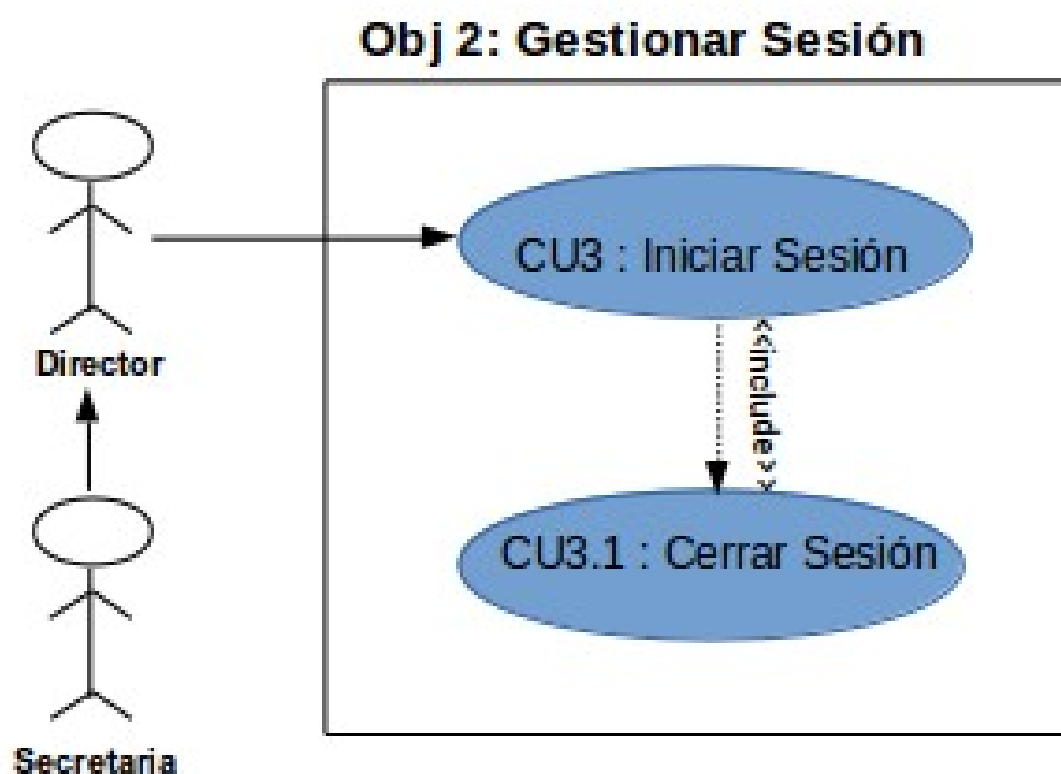 Obj 2: Gestionar Sesión
CU3 : Iniciar Sesión
Director
<<include>>
CU3.1 : Cerrar Sesión
Secretaria